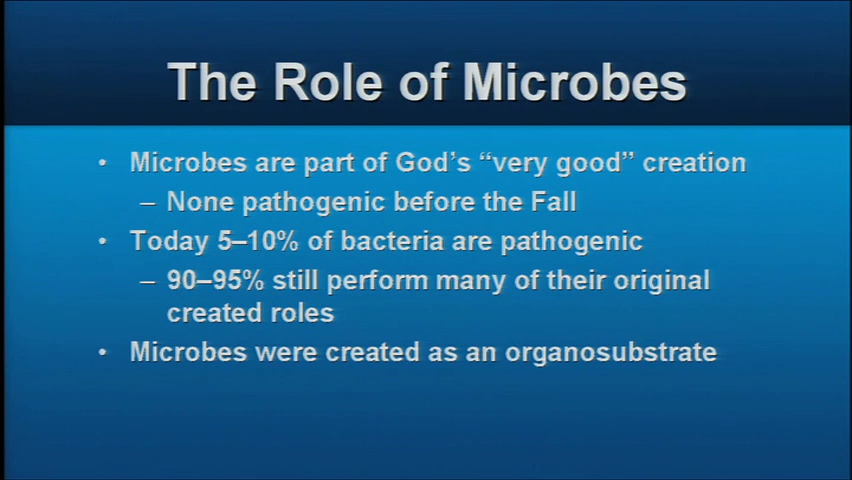 The Role of Microbes
• Microbes are part of God's “very good” creation
– None pathogenic before the Fall
• Today 5–10% of bacteria are pathogenic
– 90–95% still perform many of their original
created roles
• Microbes were created as an organosubstrate